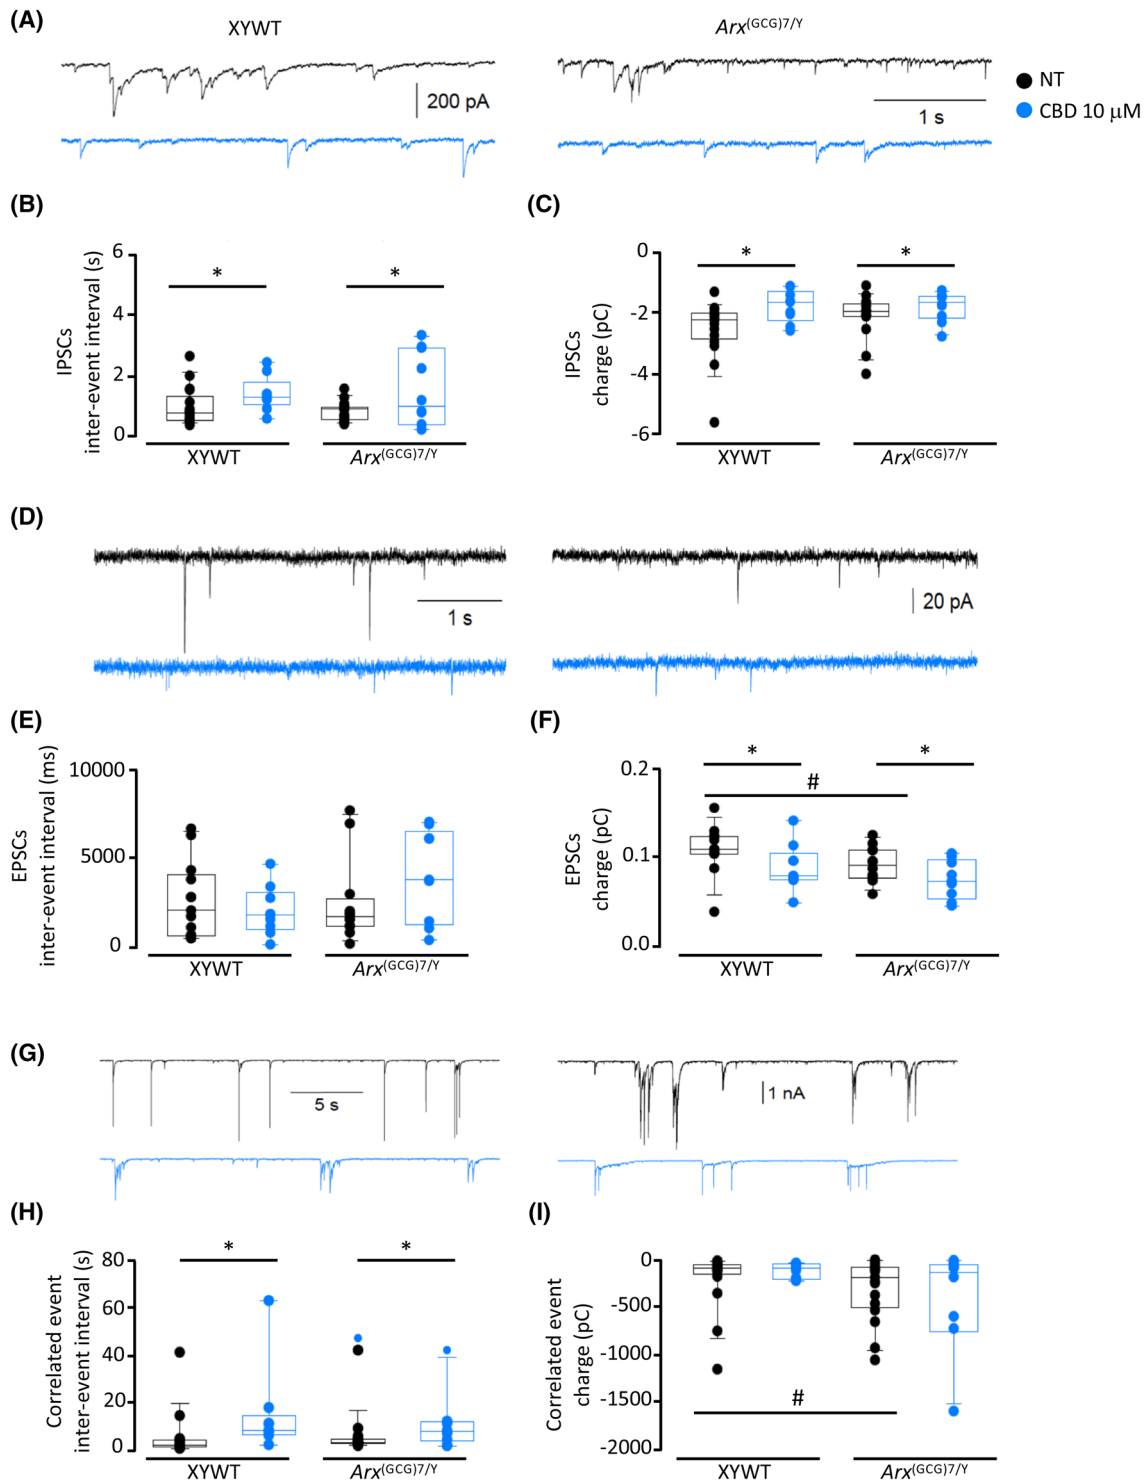 (A)
XYWT
Arx(GCG)7/Y
NT
CBD 10 μM
200 pA
1 s
(B)
(C)
IPSCs
inter-event interval (s)
6
4
2
0
*
*
XYWT
Arx(GCG)7/Y
IPSCs
charge (pC)
0
-2
-4
-6
*
*
XYWT
Arx(GCG)7/Y
(D)
1 s
20 pA
(E)
(F)
EPSCs
inter-event interval (ms)
10000
5000
0
XYWT
Arx(GCG)7/Y
EPSCs
charge (pC)
0.2
0.1
0.0
*
*
#
XYWT
Arx(GCG)7/Y
(G)
5 s
1 nA
(H)
(I)
Correlated event
inter-event interval (s)
80
60
40
20
0
*
*
XYWT
Arx(GCG)7/Y
Correlated event
charge (pC)
0
-500
-1000
-1500
-2000
#
XYWT
Arx(GCG)7/Y